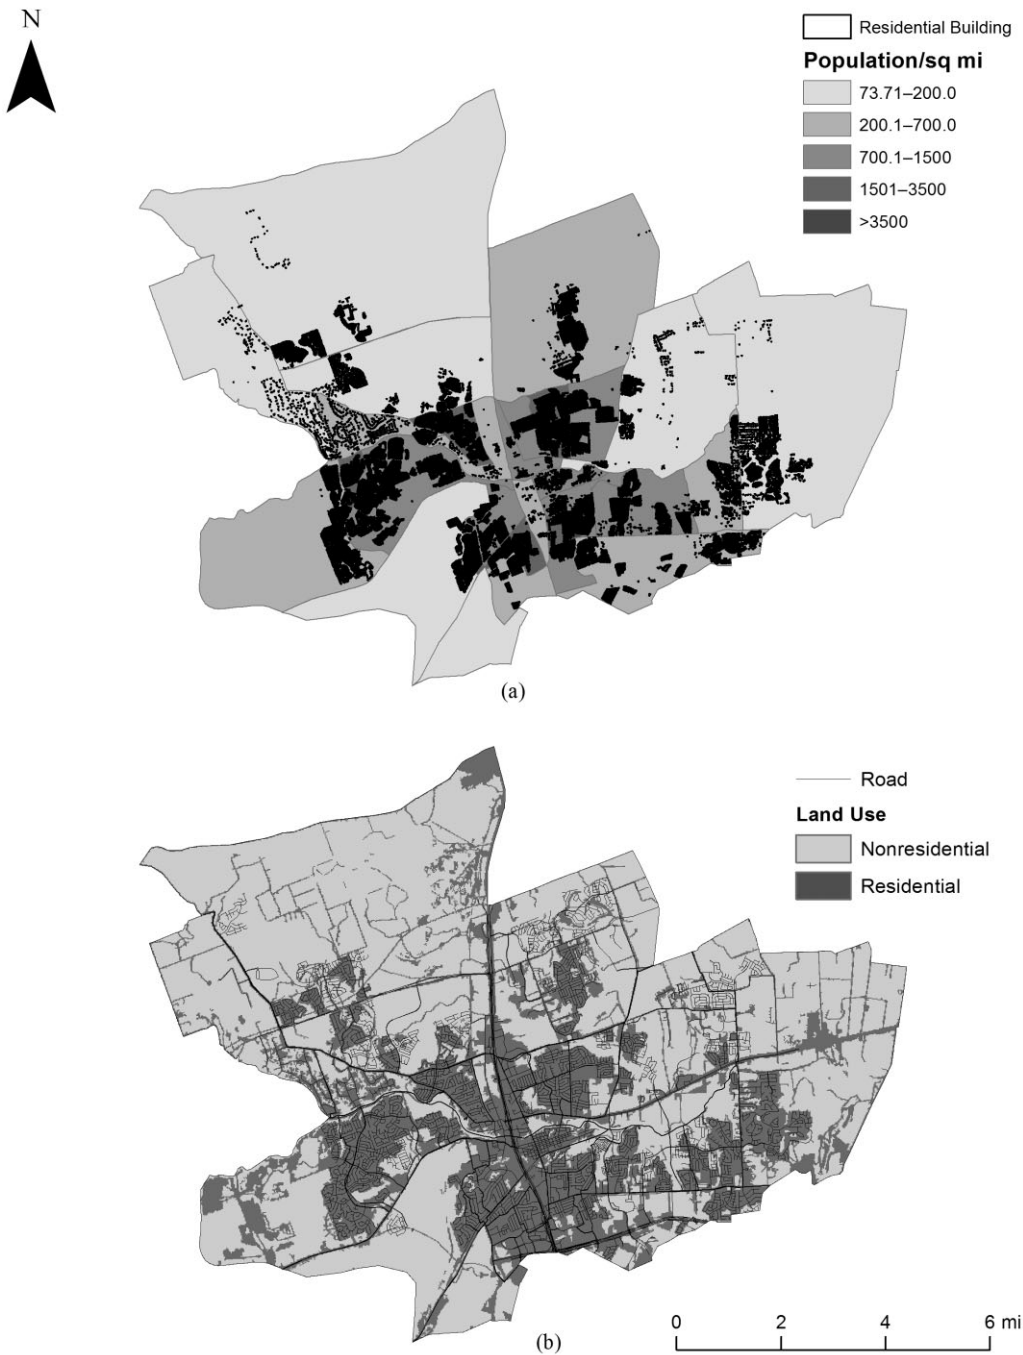 N
Residential Building
Population/sq mi
73.71–200.0
200.1–700.0
700.1–1500
1501–3500
>3500
(a)
Road
Land Use
Nonresidential
Residential
0 2 4 6 mi
(b)